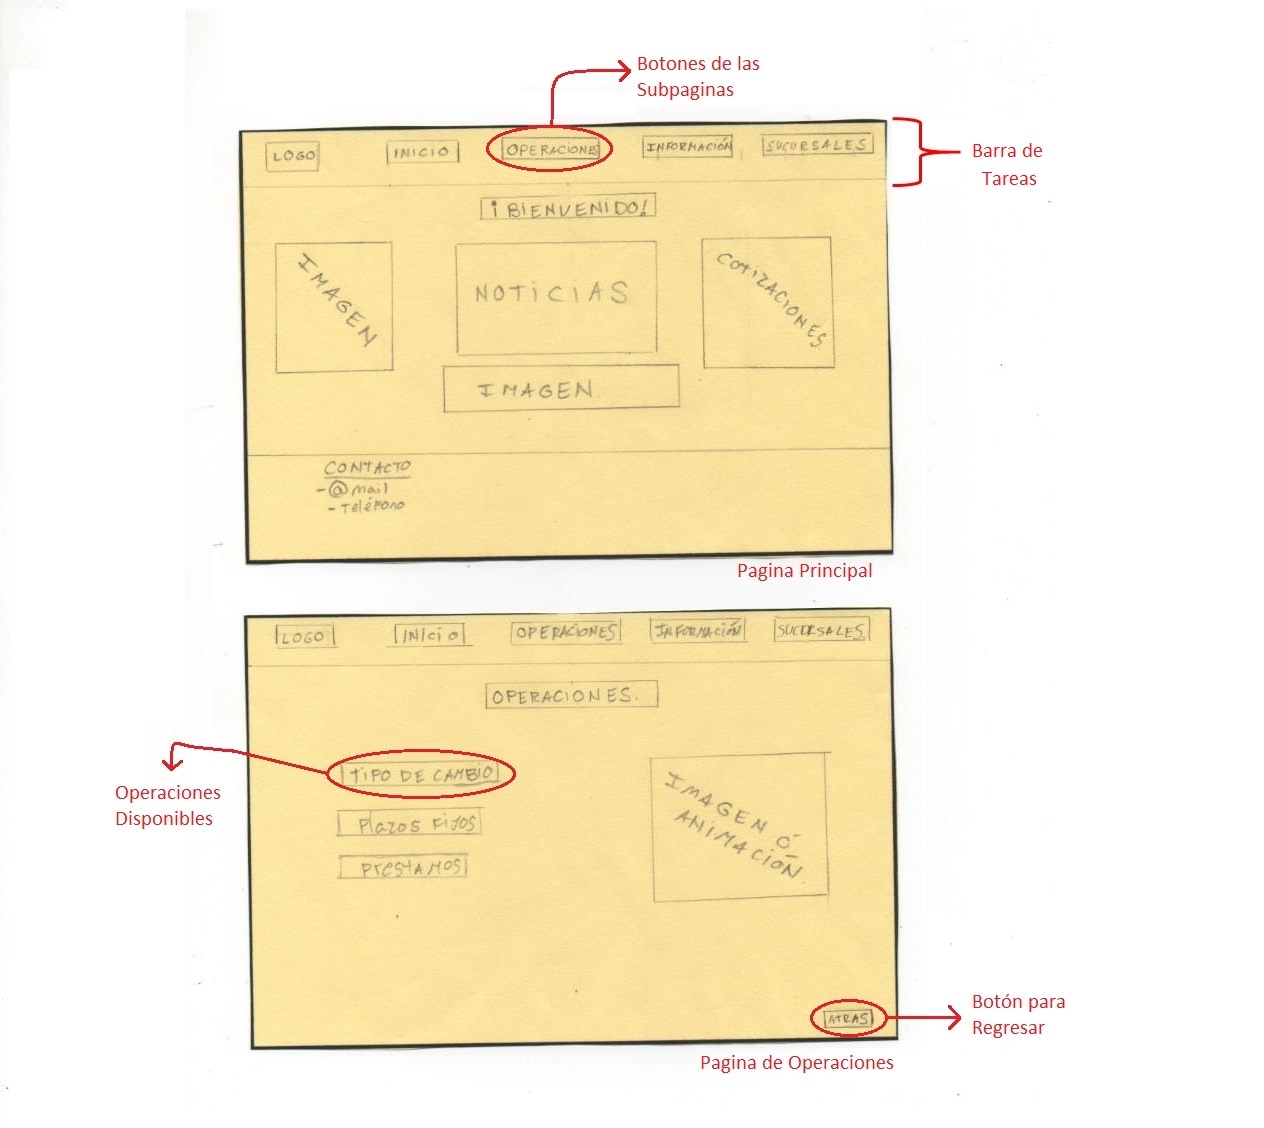 Botones de las
Subpaginas
LOGO INICIO OPERACIONES INFORMACIÓN SUCURSALES
Barra de
Tareas
¡BIENVENIDO!
IMAGEN NOTICIAS COTIZACIONES
IMAGEN
CONTACTO
-@mail
- Teléfono
Pagina Principal
LOGO INICIO OPERACIONES INFORMACIÓN SUCURSALES
OPERACIONES.
TIPO DE CAMBIO
Operaciones
Disponibles
Plazos Fijos
Prestamos
IMAGEN Ó
ANIMACIÓN.
ATRAS
Botón para
Regresar
Pagina de Operaciones